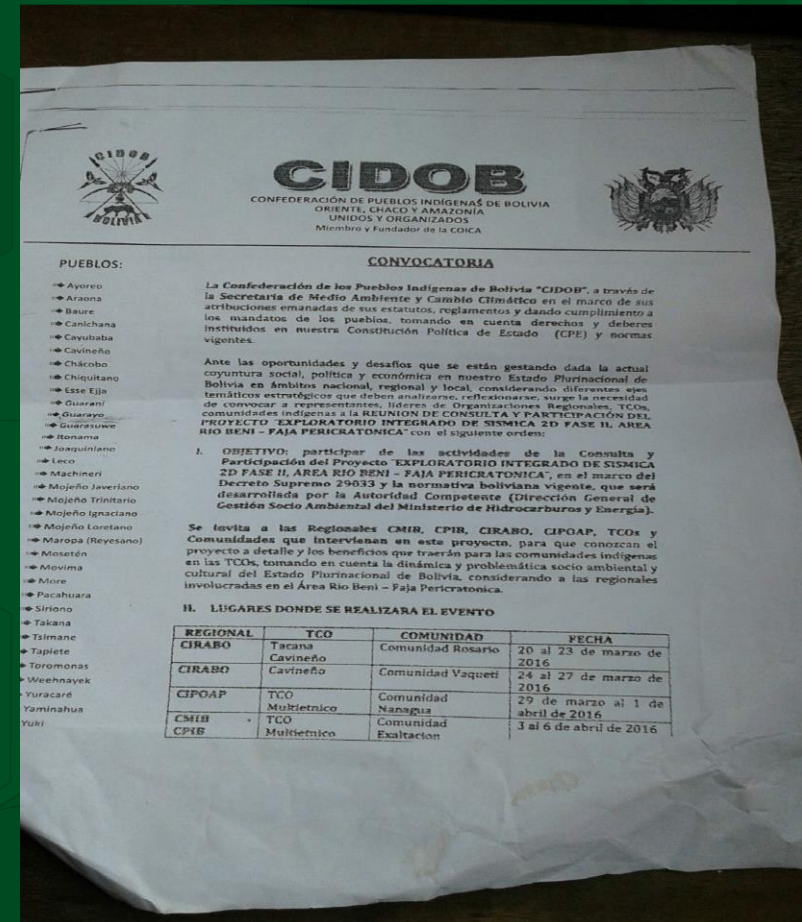 CIDOB
BOLIVIA
CIDOB
CONFEDERACIÓN DE PUEBLOS INDÍGENAS DE BOLIVIA
ORIENTE, CHACO Y AMAZONÍA
UNIDOS Y ORGANIZADOS
Miembro y Fundador de la COICA
PUEBLOS:
Ayoreo
Araona
Baure
Canichana
Cayubaba
Cavineño
Chácobo
Chiquitano
Esse Ejja
Guaraní
Guarayo
Guarasuwe
Itonama
Joaquiniano
Leco
Machineri
Mojeño Javeriano
Mojeño Trinitario
Mojeño Ignaciano
Mojeño Loretano
Maropa (Reyesano)
Mosetén
Movima
More
Pacahuara
Siriono
Takana
Tsimane
Tapiete
Toromonas
Weehnayek
Yuracaré
Yaminahua
Yuki
CONVOCATORIA
La Confederación de los Pueblos Indígenas de Bolivia "CIDOB", a través de
la Secretaria de Medio Ambiente y Cambio Climático en el marco de sus
atribuciones emanadas de sus estatutos, reglamentos y dando cumplimiento a
los mandatos de los pueblos, tomando en cuenta derechos y deberes
instituidos en nuestra Constitución Política de Estado (CPE) y normas
vigentes.
Ante las oportunidades y desafíos que se están gestando dada la actual
coyuntura social, política y económica en nuestro Estado Plurinacional de
Bolivia en ámbitos nacional, regional y local, considerando diferentes ejes
temáticos estratégicos que deben analizarse, reflexionarse, surge la necesidad
de convocar a representantes, líderes de Organizaciones Regionales, TCOs,
comunidades indígenas a la REUNION DE CONSULTA Y PARTICIPACIÓN DEL
PROYECTO "EXPLORATORIO INTEGRADO DE SISMICA 2D FASE II, AREA
RIO BENI – FAJA PERICRATONICA" con el siguiente orden:
I. OBJETIVO: participar de las actividades de la Consulta y
Participación del Proyecto "EXPLORATORIO INTEGRADO DE SISMICA
2D FASE II, ÁREA RIO BENI – FAJA PERICRATONICA", en el marco del
Decreto Supremo 29033 y la normativa boliviana vigente, que será
desarrollada por la Autoridad Competente (Dirección General de
Gestión Socio Ambiental del Ministerio de Hidrocarburos y Energía).
Se invita a las Regionales CMIB, CPIB, CIRABO, CIPOAP, TCOs y
Comunidades que intervienen en este proyecto, para que conozcan el
proyecto a detalle y los beneficios que traerán para las comunidades indígenas
en las TCOs, tomando en cuenta la dinámica y problemática socio ambiental y
cultural del Estado Plurinacional de Bolivia, considerando a las regionales
involucradas en el Área Rio Beni – Faja Pericratonica.
II. LUGARES DONDE SE REALIZARA EL EVENTO
REGIONAL TCO COMUNIDAD FECHA
CIRABO Tacana Cavineño Comunidad Rosario 20 al 23 de marzo de 2016
CIRABO Cavineño Comunidad Vaqueti 24 al 27 de marzo de 2016
CIPOAP TCO Multietnico Comunidad Nanagua 29 de marzo al 1 de abril de 2016
CMIB CPIB TCO Multietnico Comunidad Exaltacion 3 al 6 de abril de 2016